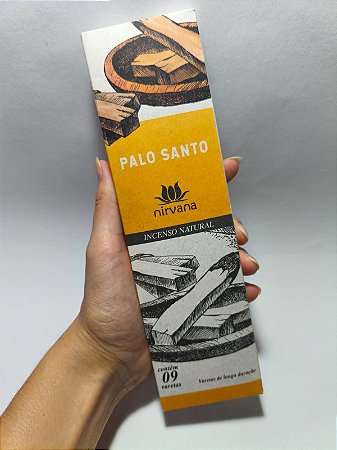 PALO SANTO
nirvana
INCENSO NATURAL
contém
09
varetas
Varetas de longa duração